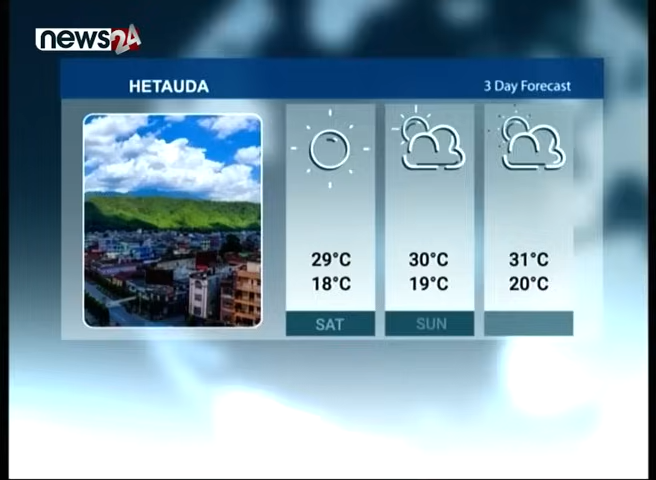 news24
HETAUDA
3 Day Forecast
29°C
18°C
SAT
30°C
19°C
SUN
31°C
20°C